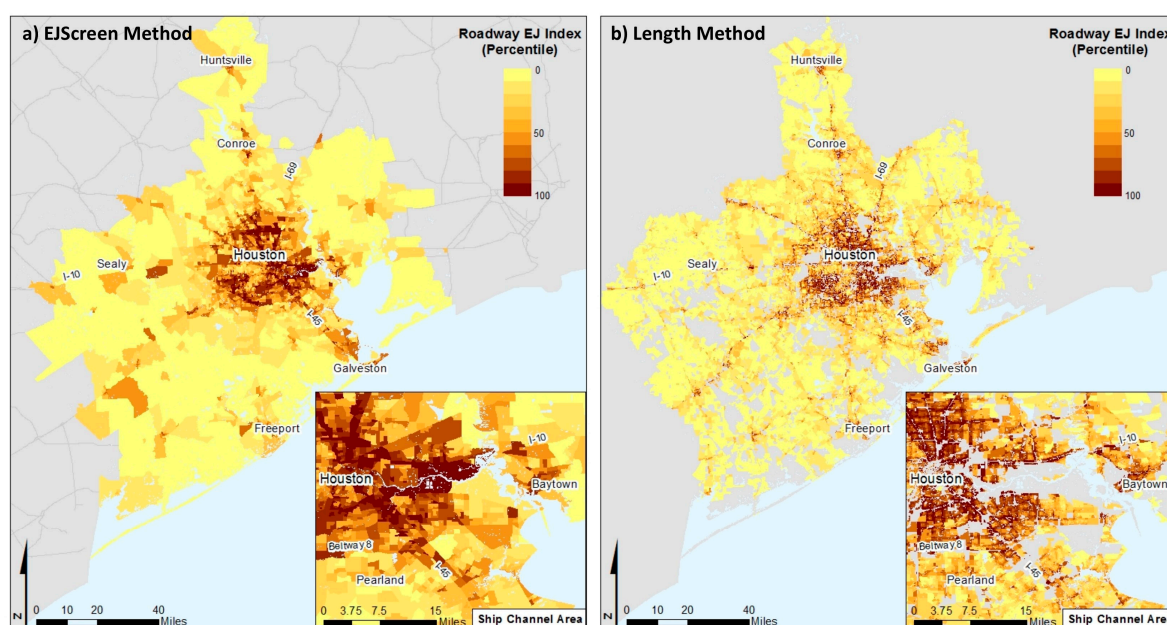 a) EJScreen Method
Roadway EJ Index
(Percentile)
0
50
100
Huntsville
Conroe
I-69
Houston
I-10
Sealy
I-45
Galveston
Freeport
I-10
Houston
Baytown
Beltway 8
I-45
Pearland
N
0 10 20 40
Miles
0 3.75 7.5 15
Miles
Ship Channel Area
b) Length Method
Roadway EJ Index
(Percentile)
0
50
100
Huntsville
Conroe
I-69
Houston
I-10
Sealy
I-45
Galveston
Freeport
I-10
Houston
Baytown
Beltway 8
I-45
Pearland
N
0 10 20 40
Miles
0 3.75 7.5 15
Miles
Ship Channel Area